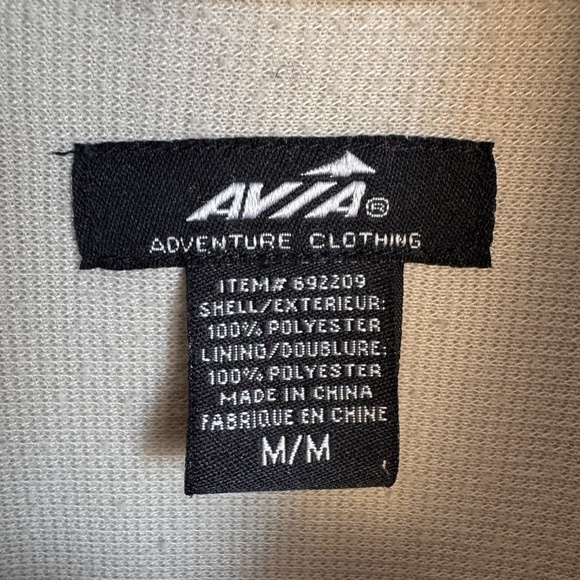 AVIA®
ADVENTURE CLOTHING
ITEM# 692209
SHELL/EXTERIEUR:
100% POLYESTER
LINING/DOUBLURE:
100% POLYESTER
MADE IN CHINA
FABRIQUE EN CHINE
M/M